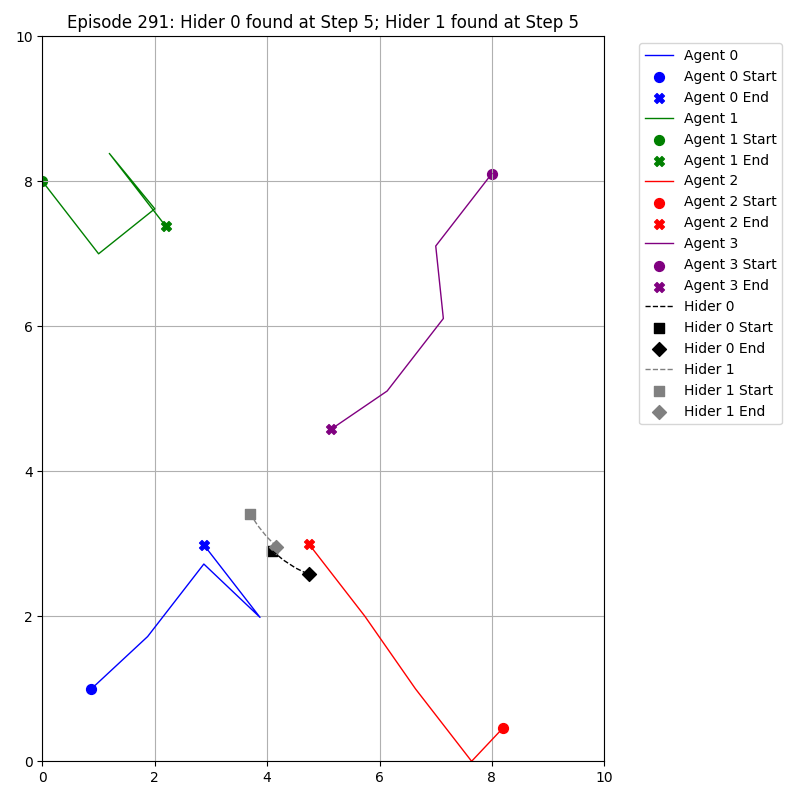 Episode 291: Hider 0 found at Step 5; Hider 1 found at Step 5
10
8
6
4
2
0
0 2 4 6 8 10
Agent 0
Agent 0 Start
Agent 0 End
Agent 1
Agent 1 Start
Agent 1 End
Agent 2
Agent 2 Start
Agent 2 End
Agent 3
Agent 3 Start
Agent 3 End
Hider 0
Hider 0 Start
Hider 0 End
Hider 1
Hider 1 Start
Hider 1 End